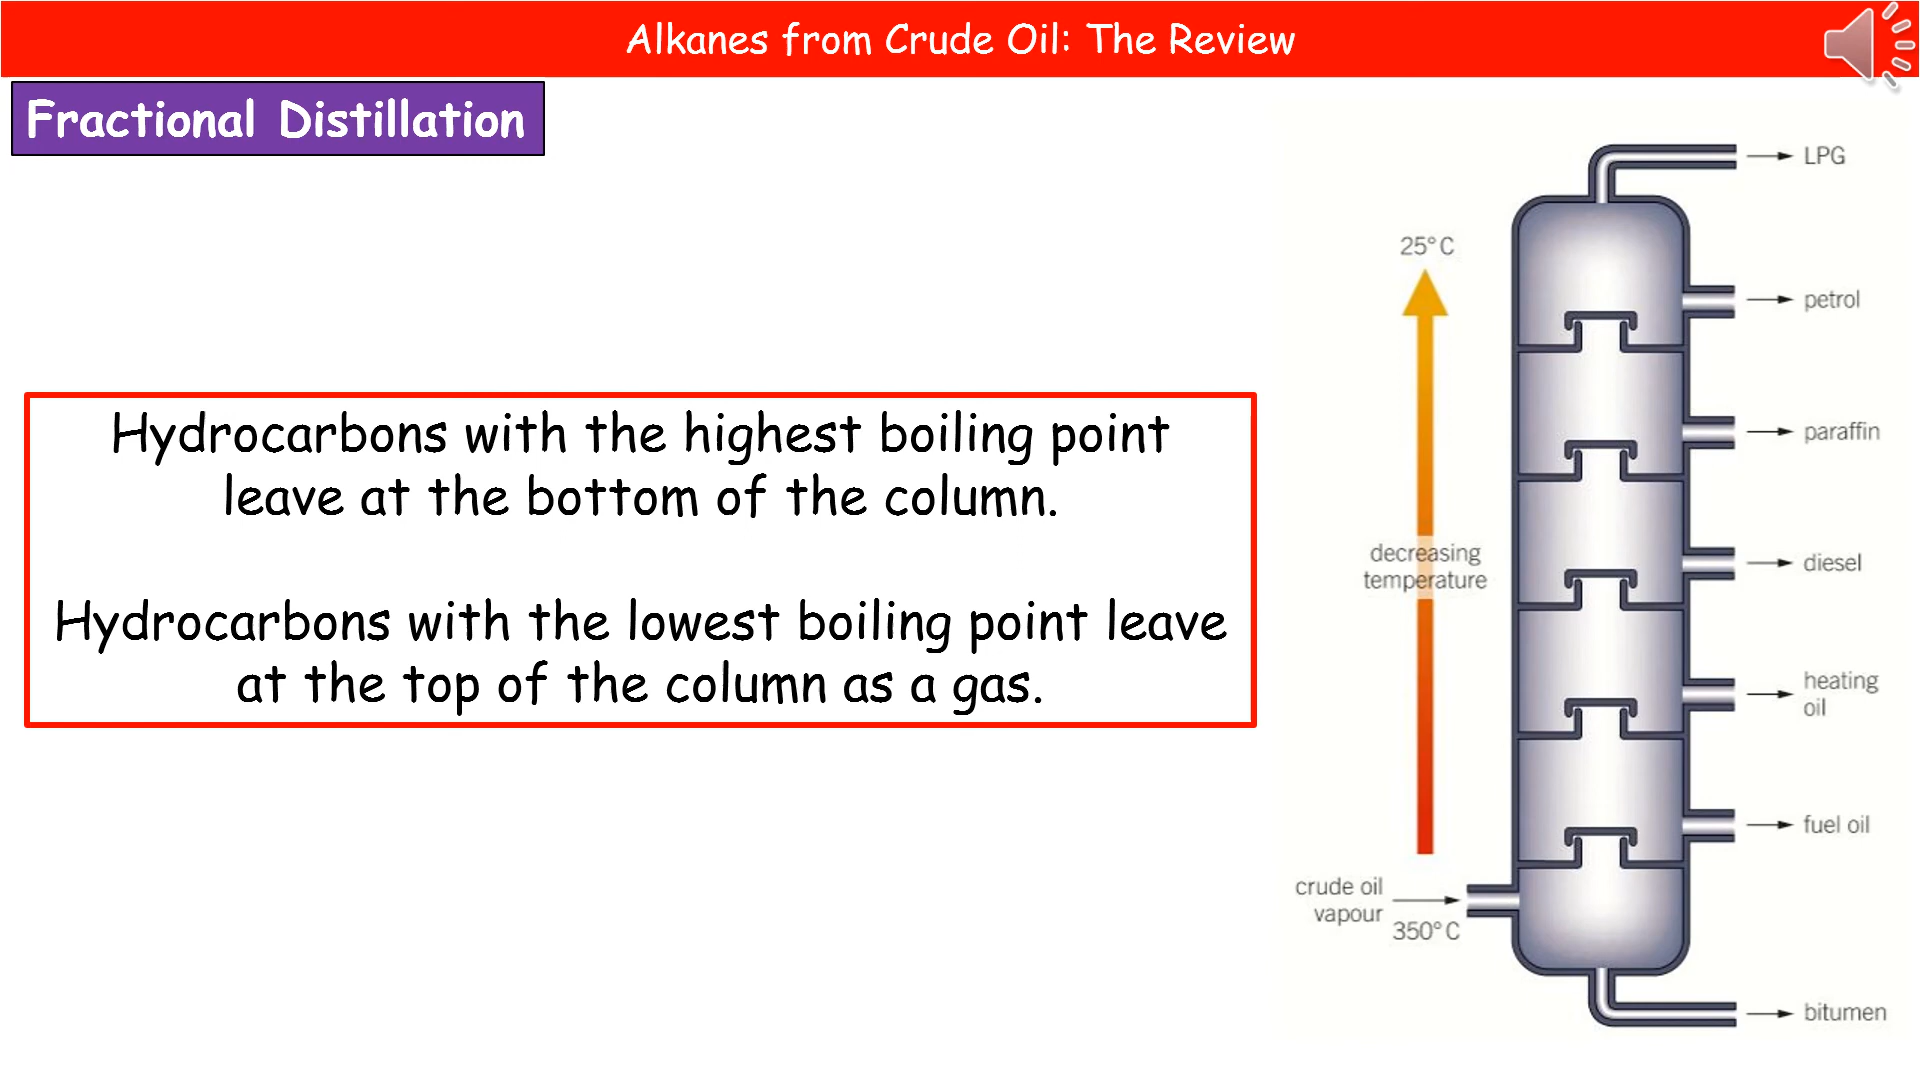 Alkanes from Crude Oil: The Review
Fractional Distillation
Hydrocarbons with the highest boiling point
leave at the bottom of the column.
Hydrocarbons with the lowest boiling point leave
at the top of the column as a gas.
LPG
25°C
petrol
paraffin
decreasing
temperature
diesel
heating
oil
fuel oil
crude oil
vapour
350°C
bitumen